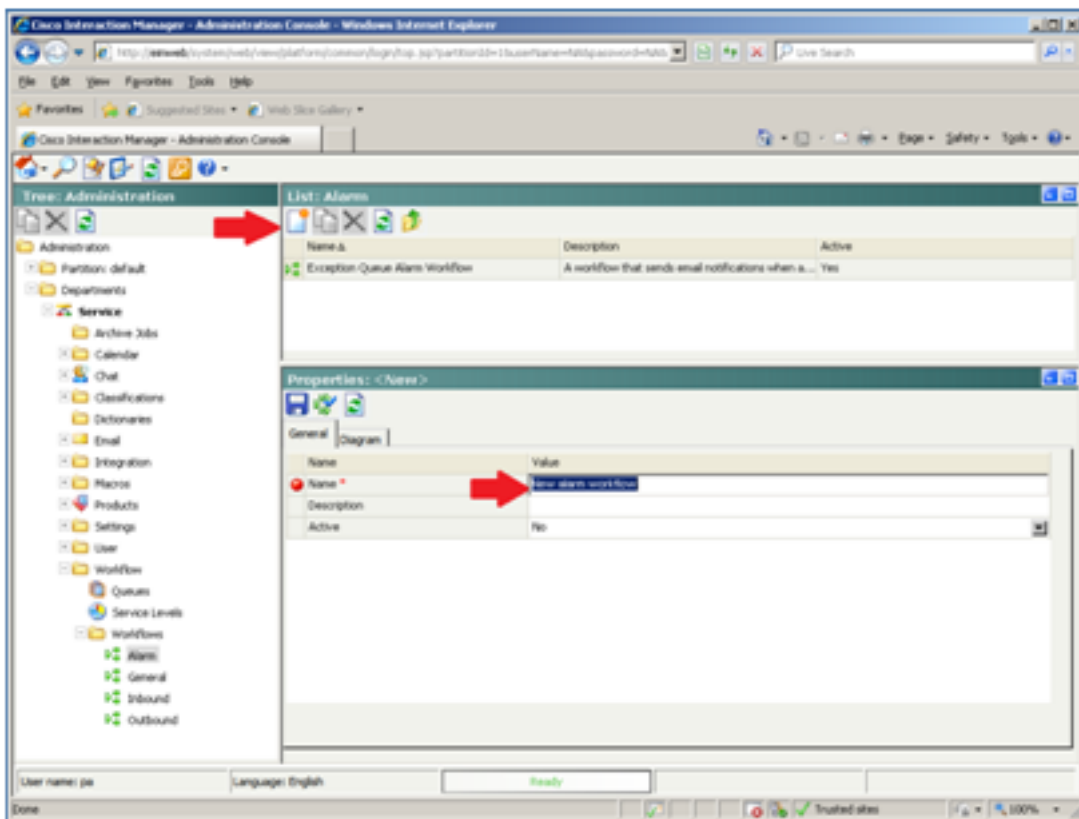 Cisco Interaction Manager - Administration Console - Windows Internet Explorer
Live Search
File Edit View Favorites Tools Help
Favorites Suggested Sites Web Slice Gallery
Cisco Interaction Manager - Administration Console
Page Safety Tools
Tree: Administration
List: Alarm
Name Description Active
Exception Queue Alarm Workflow A workflow that sends email notifications when a... Yes
Administration
Partition: default
Departments
Service
Archive Jobs
Calendar
Chat
Classifications
Dictionaries
Email
Integration
Macros
Products
Settings
User
Workflow
Queues
Service Levels
Workflows
Alarm
General
Inbound
Outbound
Properties: <New>
General Diagram
Name Value
Name * New alarm workflow
Description
Active No
User name: pa Language: English Ready
Done Trusted sites 100%